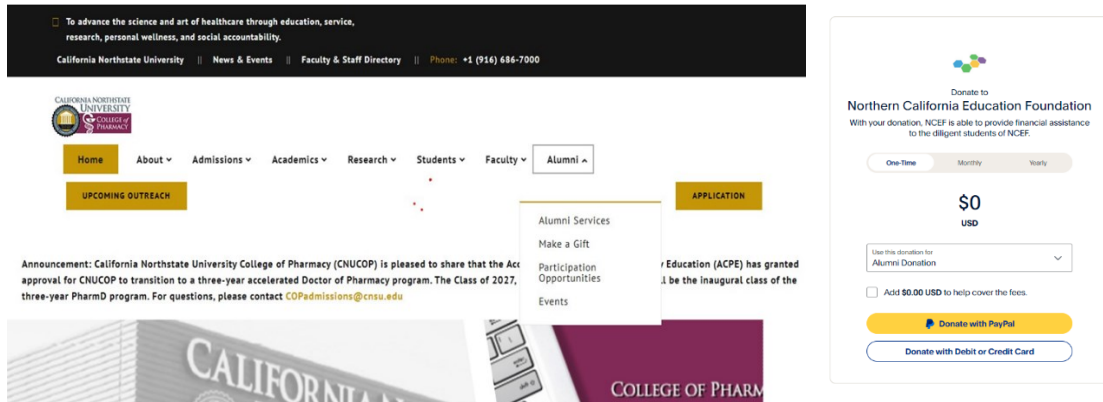 To advance the science and art of healthcare through education, service,
research, personal wellness, and social accountability.
California Northstate University || News & Events || Faculty & Staff Directory || Phone: +1 (916) 686-7000
CALIFORNIA NORTHSTATE
UNIVERSITY
COLLEGE of
PHARMACY
Home About Admissions Academics Research Students Faculty Alumni
UPCOMING OUTREACH
APPLICATION
Alumni Services
Make a Gift
Participation
Opportunities
Events
Announcement: California Northstate University College of Pharmacy (CNUCOP) is pleased to share that the Education (ACPE) has granted
approval for CNUCOP to transition to a three-year accelerated Doctor of Pharmacy program. The Class of 2027, be the inaugural class of the
three-year PharmD program. For questions, please contact COPadmissions@cnsu.edu
CALIFORNIA
COLLEGE OF
Donate to
Northern California Education Foundation
With your donation, NCEF is able to provide financial assistance
to the diligent students of NCEF.
One-Time Monthly Yearly
$0
USD
Use this donation for
Alumni Donation
Add $0.00 USD to help cover the fees.
Donate with PayPal
Donate with Debit or Credit Card